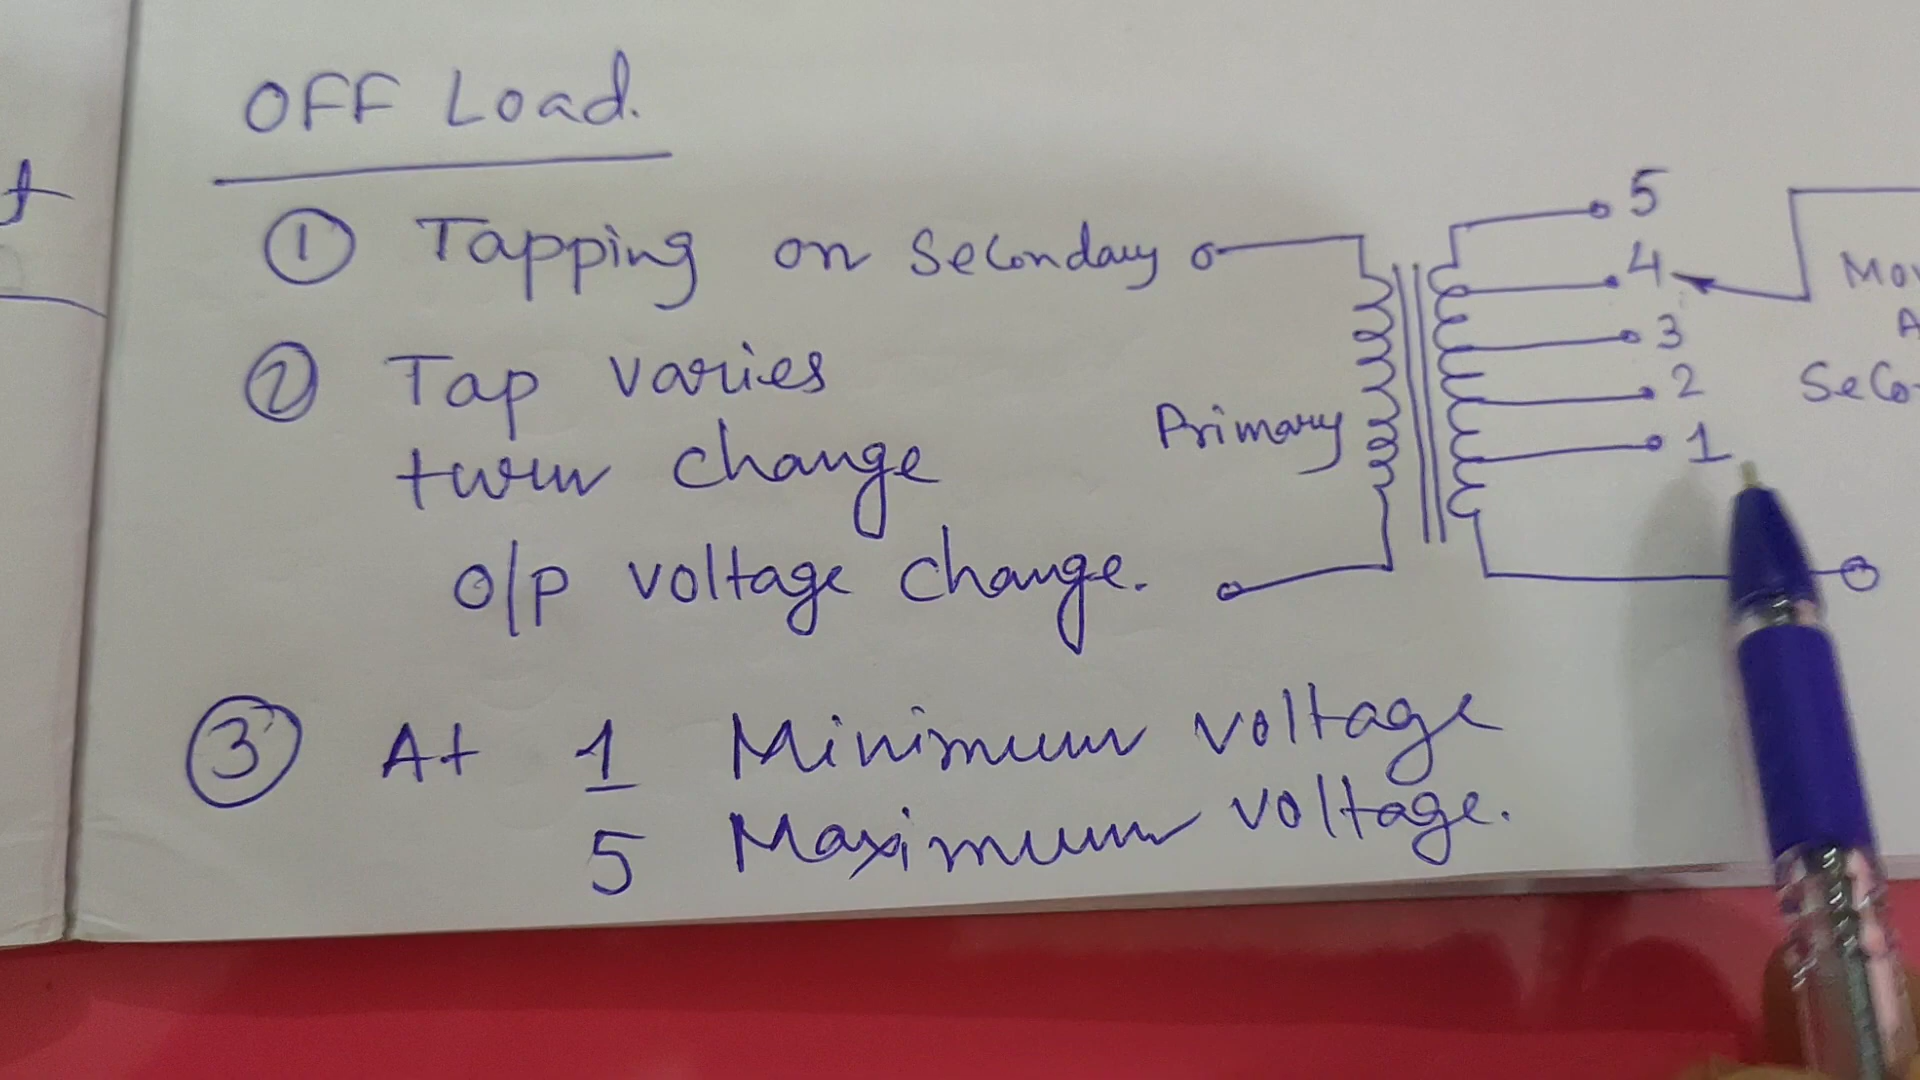 OFF Load.
① Tapping on Secondary
② Tap varies
turn change
o/p voltage change.
③ At 1 Minimum voltage
5 Maximum voltage.
Primary
5
4
3
2
1